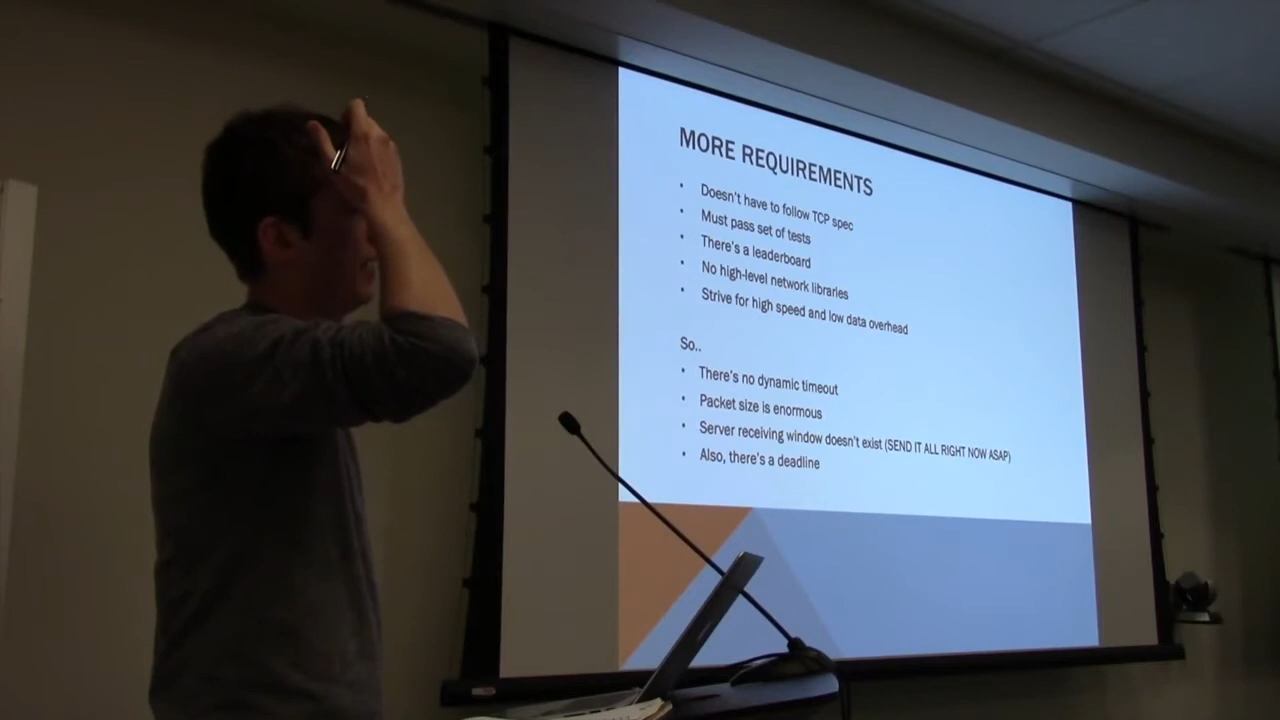 MORE REQUIREMENTS
• Doesn't have to follow TCP spec
• Must pass set of tests
• There's a leaderboard
• No high-level network libraries
• Strive for high speed and low data overhead
So..
• There's no dynamic timeout
• Packet size is enormous
• Server receiving window doesn't exist (SEND IT ALL RIGHT NOW ASAP)
• Also, there's a deadline